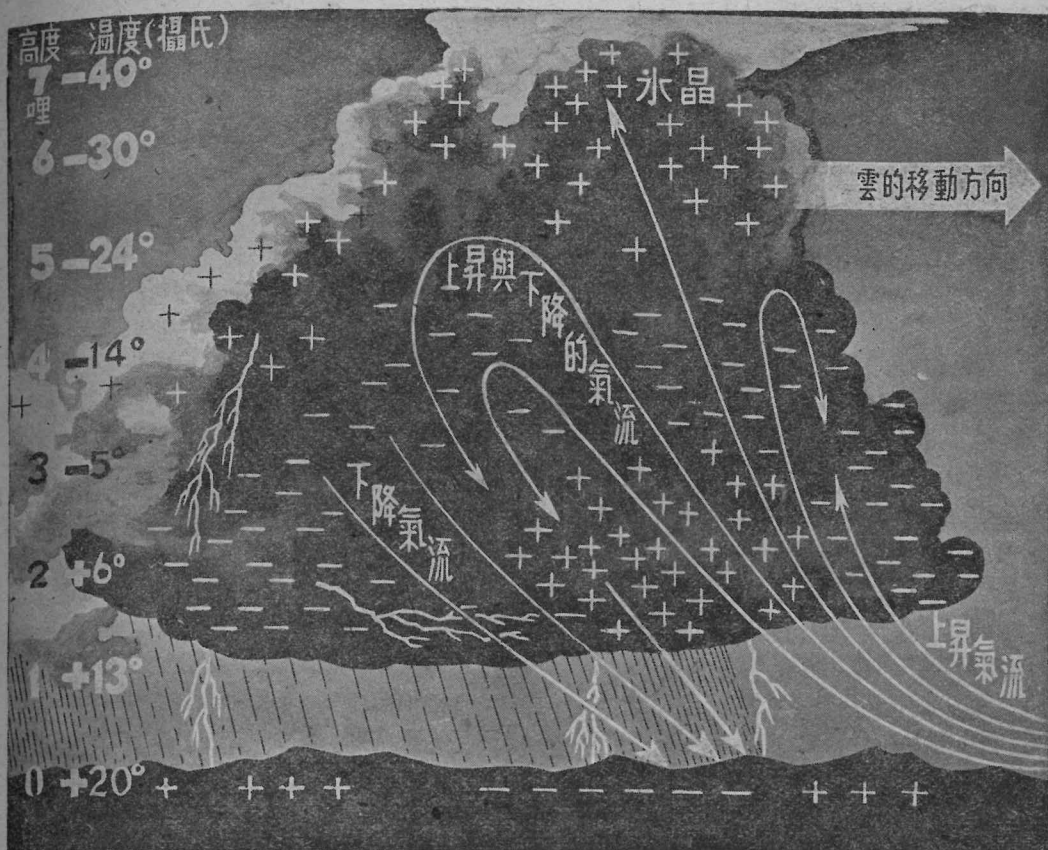 高度 温度(攝氏)
7 -40°
哩
6 -30°
5 -24°
4 -14°
3 -5°
2 +6°
1 +13°
0 +20°
冰晶
雲的移動方向
上昇與下降的氣流
下降氣流
上昇氣流